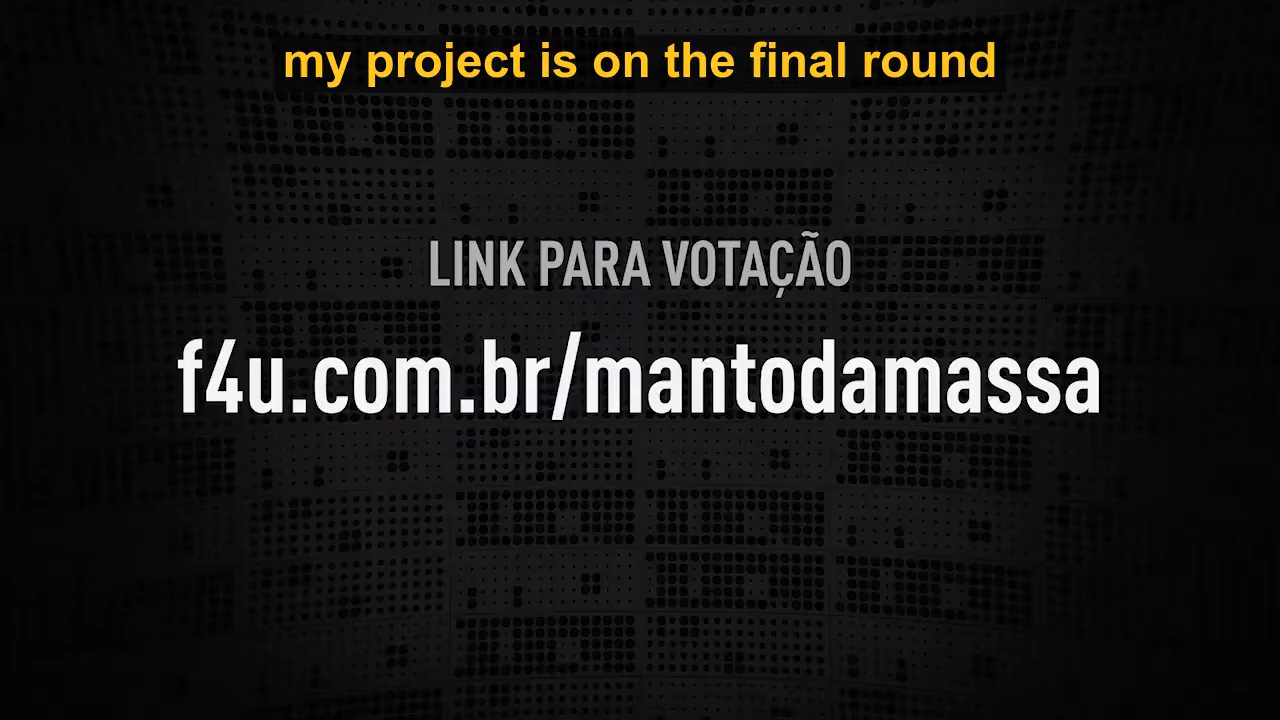 my project is on the final round
LINK PARA VOTAÇÃO
f4u.com.br/mantodamassa